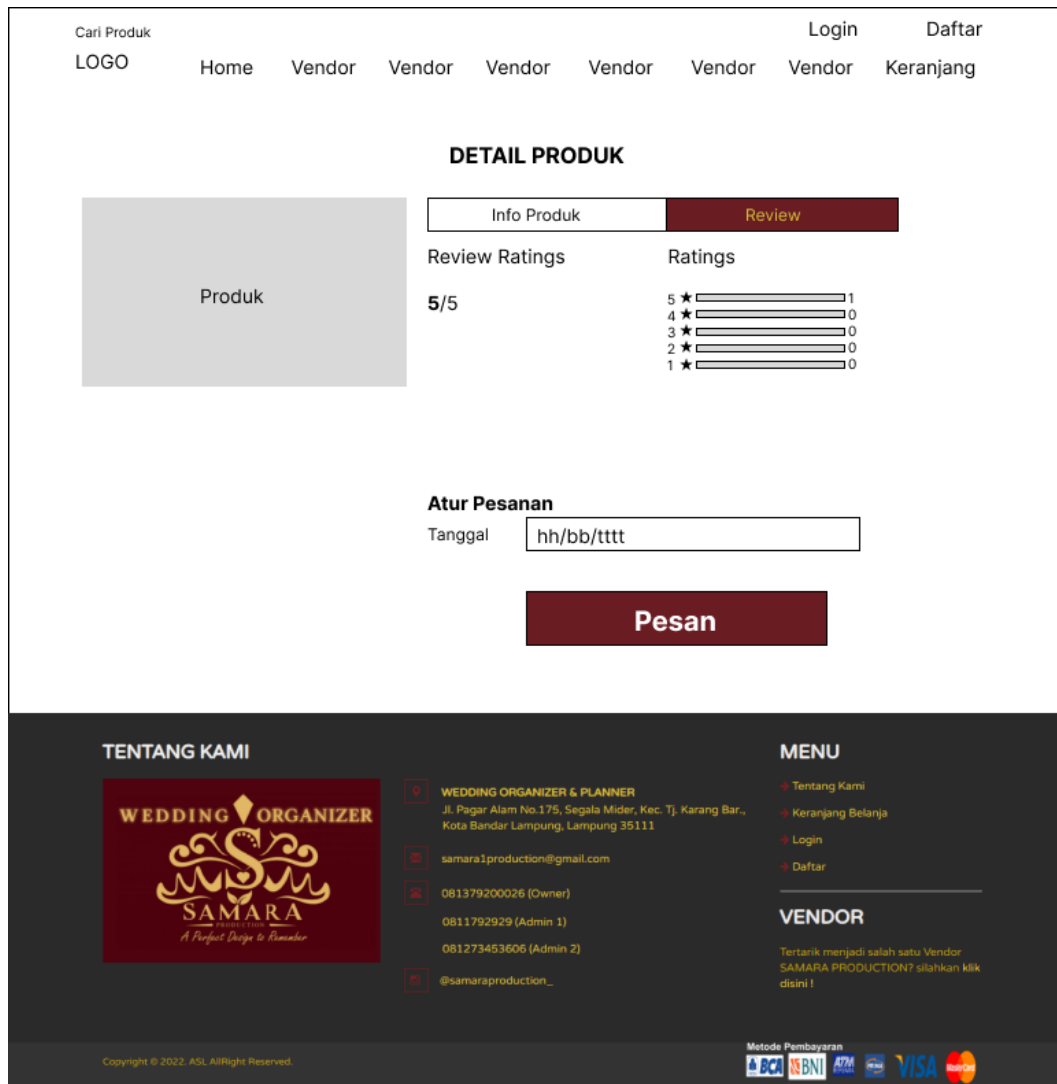 Cari Produk
Login Daftar
LOGO
Home Vendor Vendor Vendor Vendor Vendor Vendor Keranjang
DETAIL PRODUK
Produk
Info Produk Review
Review Ratings
5/5
Ratings
5 ★ 1
4 ★ 0
3 ★ 0
2 ★ 0
1 ★ 0
Atur Pesanan
Tanggal hh/bb/tttt
Pesan
TENTANG KAMI
WEDDING ORGANIZER
S
SAMARA
PRODUCTION
A Perfect Design to Remember
WEDDING ORGANIZER & PLANNER
Jl. Pagar Alam No.175, Segala Mider, Kec. Tj. Karang Bar.,
Kota Bandar Lampung, Lampung 35111
samara1production@gmail.com
081379200026 (Owner)
0811792929 (Admin 1)
081273453606 (Admin 2)
@samaraproduction_
MENU
Tentang Kami
Keranjang Belanja
Login
Daftar
VENDOR
Tertarik menjadi salah satu Vendor
SAMARA PRODUCTION? silahkan klik
disini !
Copyright © 2022. ASL AllRight Reserved.
Metode Pembayaran
BCA BNI ATM PRIMA VISA MasterCard